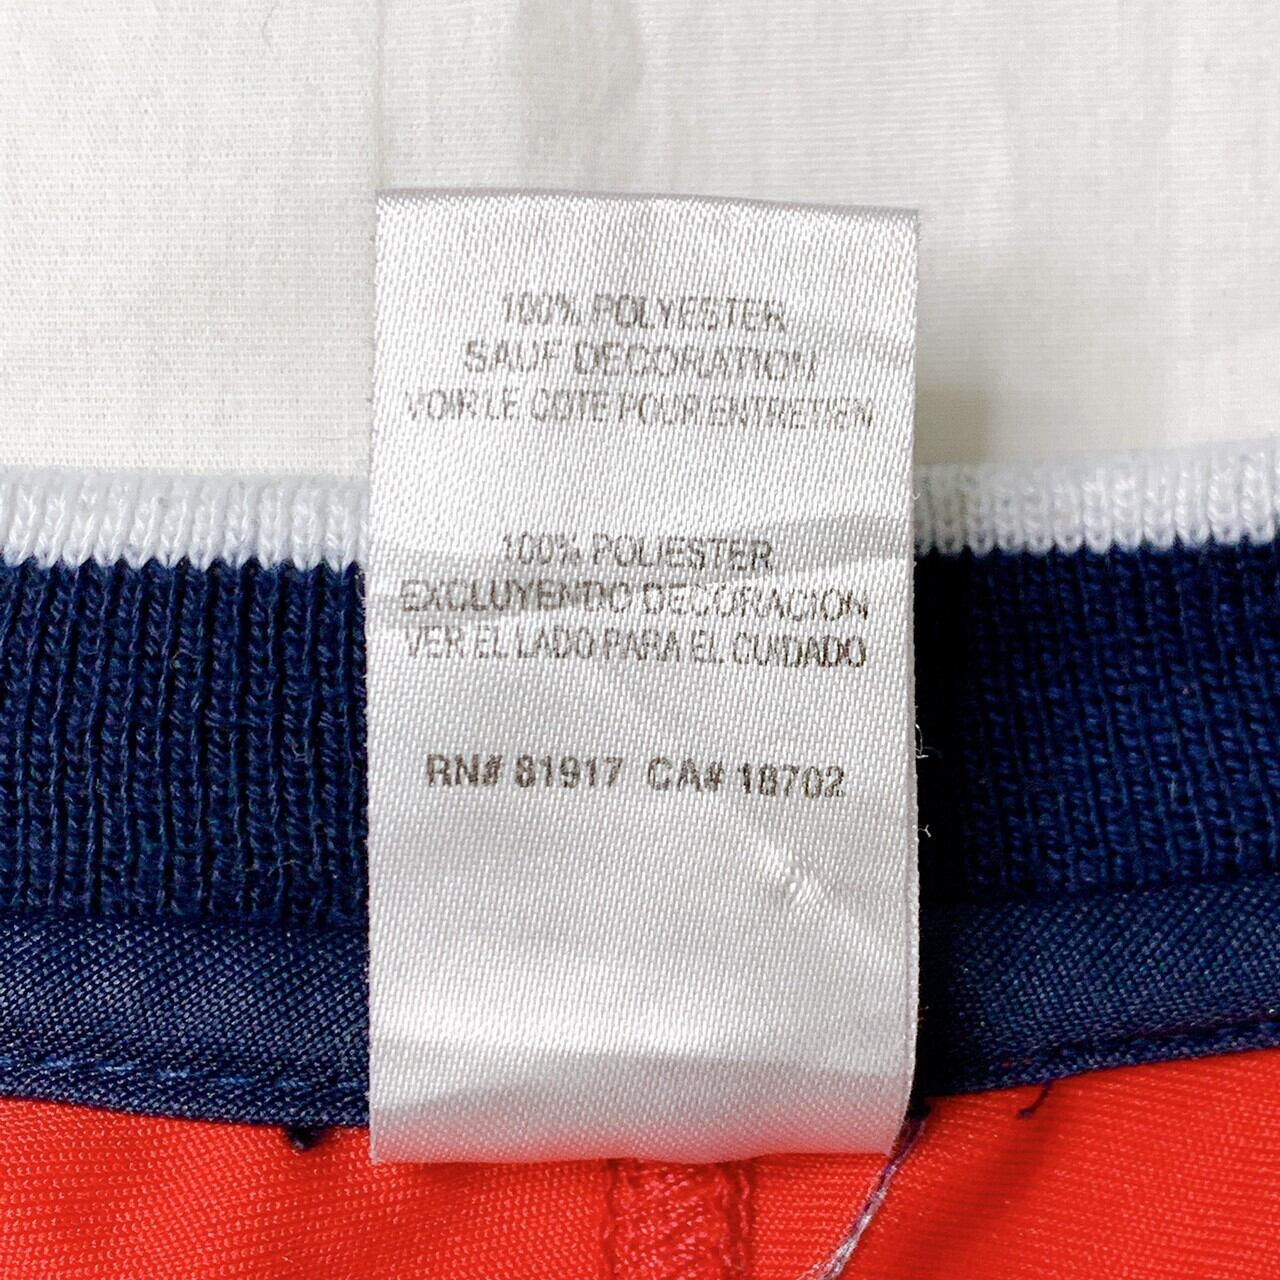 100% POLYESTER
SAUF DECORATION
VOIR LE COTE POUR ENTRETIEN
100% POLIESTER
EXCLUYENDO DECORACION
VER EL LADO PARA EL CUIDADO
RN# 81917 CA# 18702